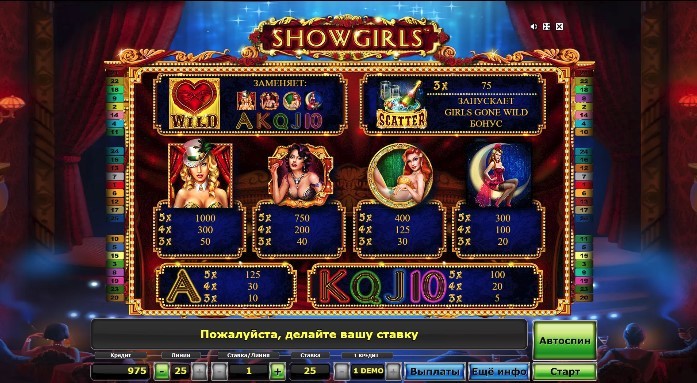 SHOWGIRLS
ЗАМЕНЯЕТ:
WILD
A K Q J 10
SCATTER
3x 75
ЗАПУСКАЕТ
GIRLS GONE WILD
БОНУС
5x 1000
4x 300
3x 50
5x 750
4x 200
3x 40
5x 400
4x 125
3x 30
5x 300
4x 100
3x 20
A
5x 125
4x 30
3x 10
K Q J 10
5x 100
4x 20
3x 5
Пожалуйста, делайте вашу ставку
Автоспин
Кредит Линии Ставка/Линия Ставка 1 Кредит
975 - 25 1 + 25 1 DEMO Выплаты Ещё инфо Старт